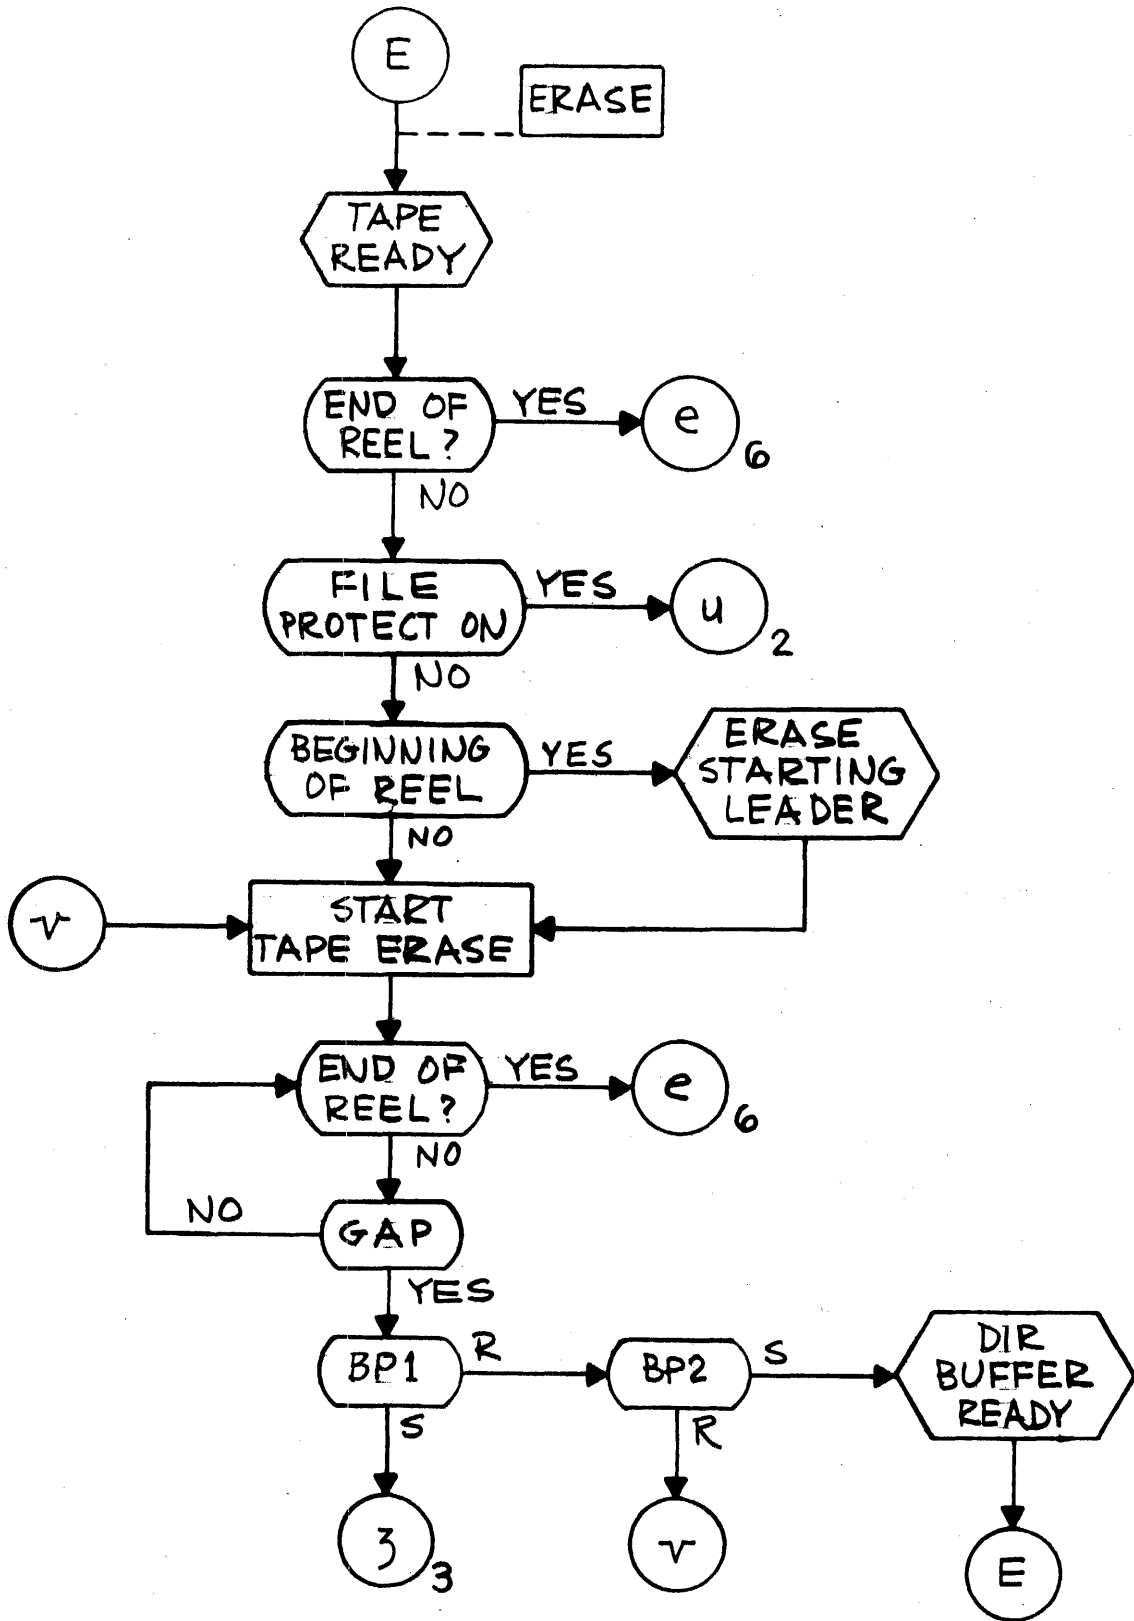 E
ERASE
TAPE
READY
END OF
REEL?
YES
e
6
NO
FILE
PROTECT ON
YES
u
2
NO
BEGINNING
OF REEL
YES
ERASE
STARTING
LEADER
NO
v
START
TAPE ERASE
END OF
REEL?
YES
e
6
NO
NO
GAP
YES
BP1
R
BP2
S
DIR
BUFFER
READY
S
R
3
v
E